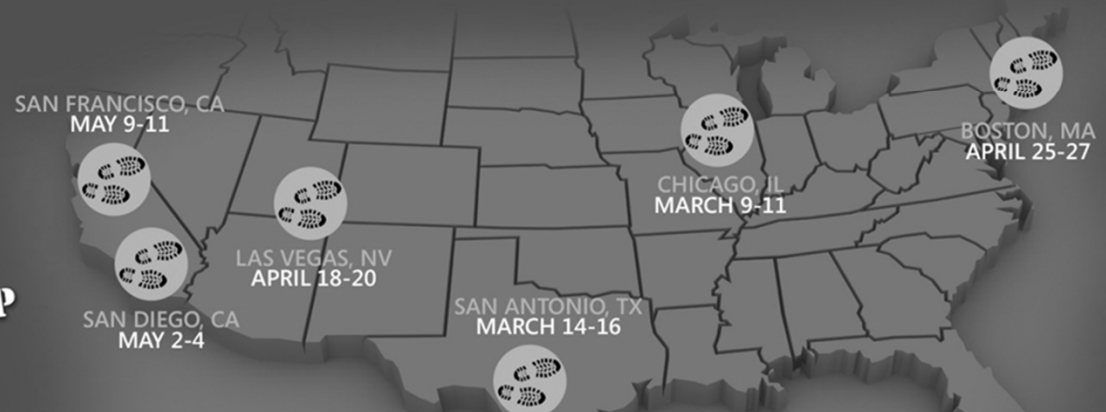 SAN FRANCISCO, CA
MAY 9-11
CHICAGO, IL
MARCH 9-11
BOSTON, MA
APRIL 25-27
LAS VEGAS, NV
APRIL 18-20
SAN DIEGO, CA
MAY 2-4
SAN ANTONIO, TX
MARCH 14-16
P